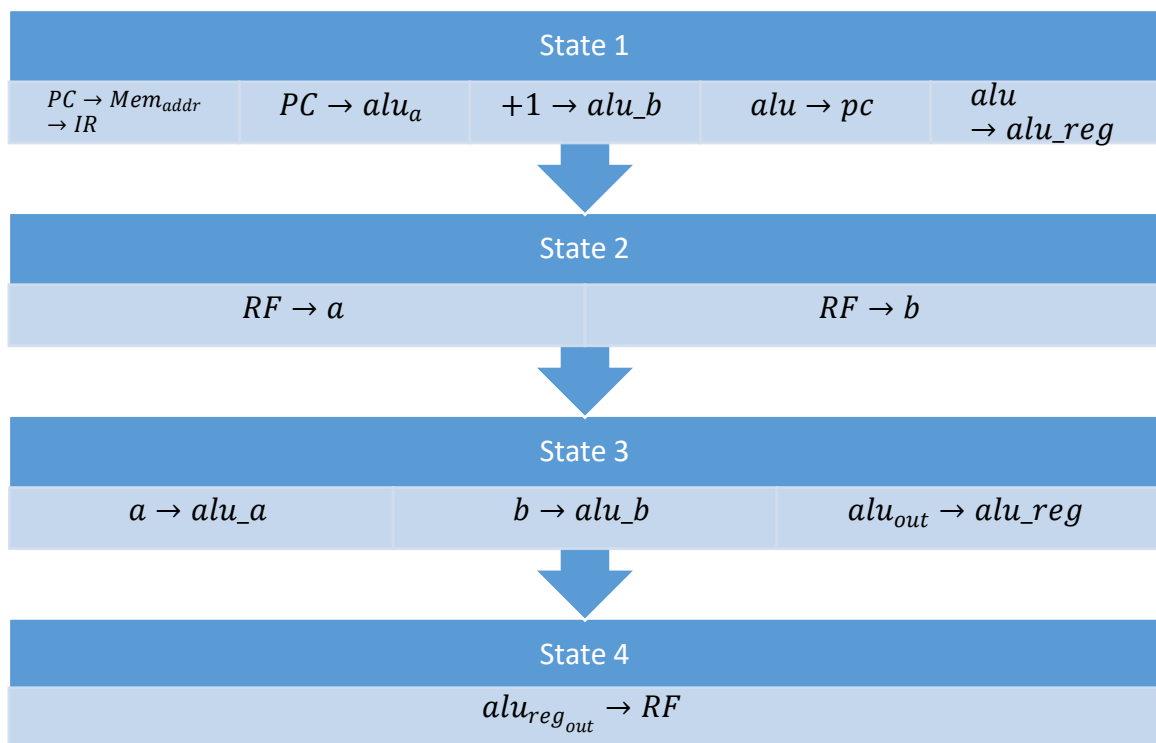 State 1
PC → Mem_addr
→ IR
PC → alu_a
+1 → alu_b
alu → pc
alu
→ alu_reg
State 2
RF → a
RF → b
State 3
a → alu_a
b → alu_b
alu_out → alu_reg
State 4
alu_reg_out → RF